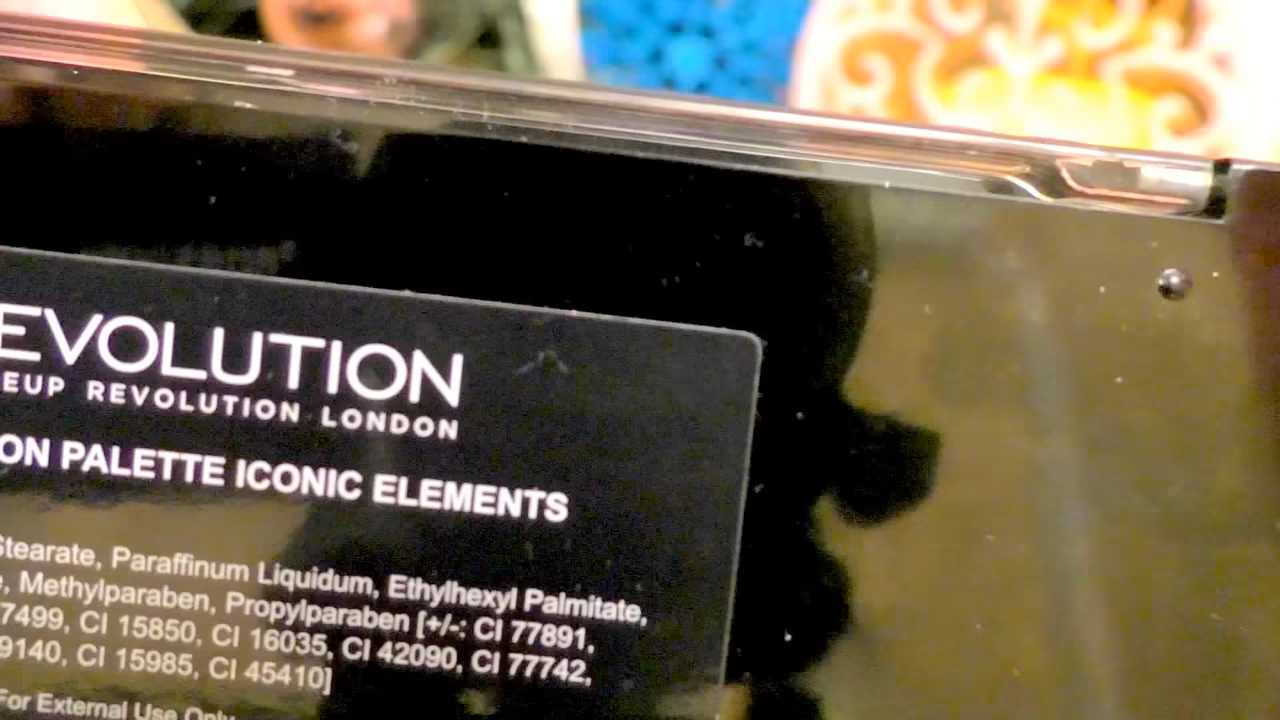 EVOLUTION
EUP REVOLUTION LONDON
ON PALETTE ICONIC ELEMENTS
Stearate, Paraffinum Liquidum, Ethylhexyl Palmitate,
e, Methylparaben, Propylparaben [+/-: CI 77891,
7499, CI 15850, CI 16035, CI 42090, CI 77742,
9140, CI 15985, CI 45410]
For External Use Only